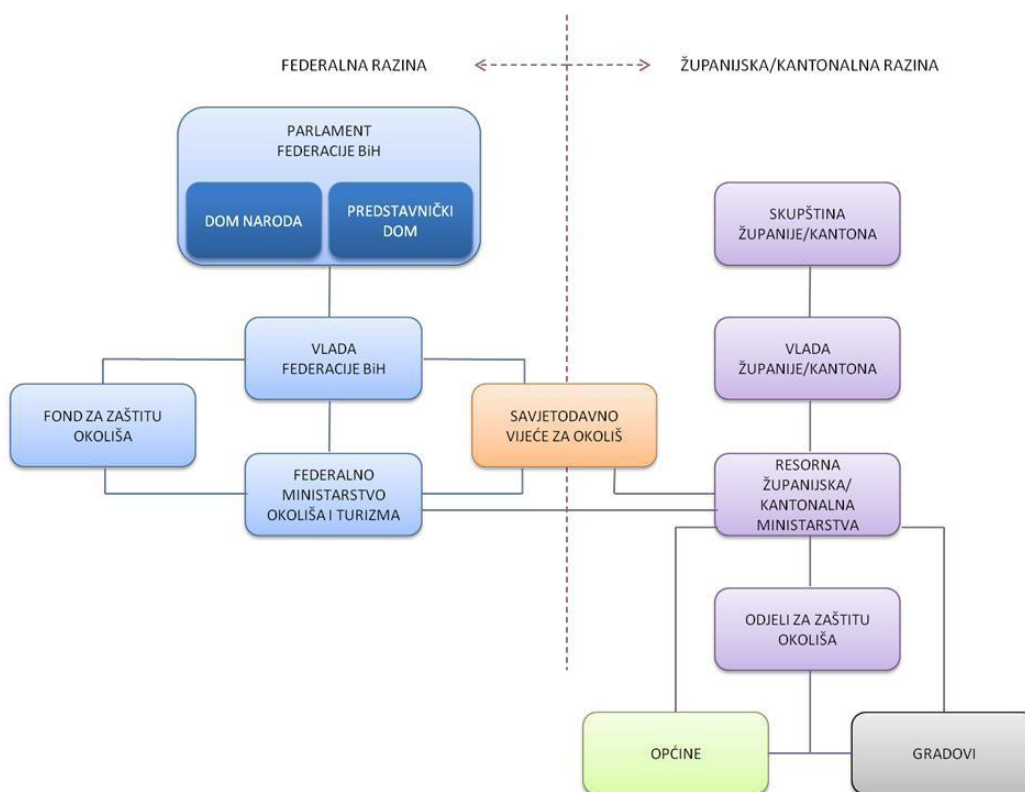 FEDERALNA RAZINA
ŽUPANIJSKA/KANTONALNA RAZINA
PARLAMENT
FEDERACIJE BiH
DOM NARODA
PREDSTAVNIČKI
DOM
SKUPŠTINA
ŽUPANIJE/KANTONA
VLADA
FEDERACIJE BiH
VLADA
ŽUPANIJE/KANTONA
FOND ZA ZAŠTITU
OKOLIŠA
SAVJETODAVNO
VIJEĆE ZA OKOLIŠ
FEDERALNO
MINISTARSTVO
OKOLIŠA I TURIZMA
RESORNA
ŽUPANIJSKA/
KANTONALNA
MINISTARSTVA
ODJELI ZA ZAŠTITU
OKOLIŠA
OPĆINE
GRADOVI